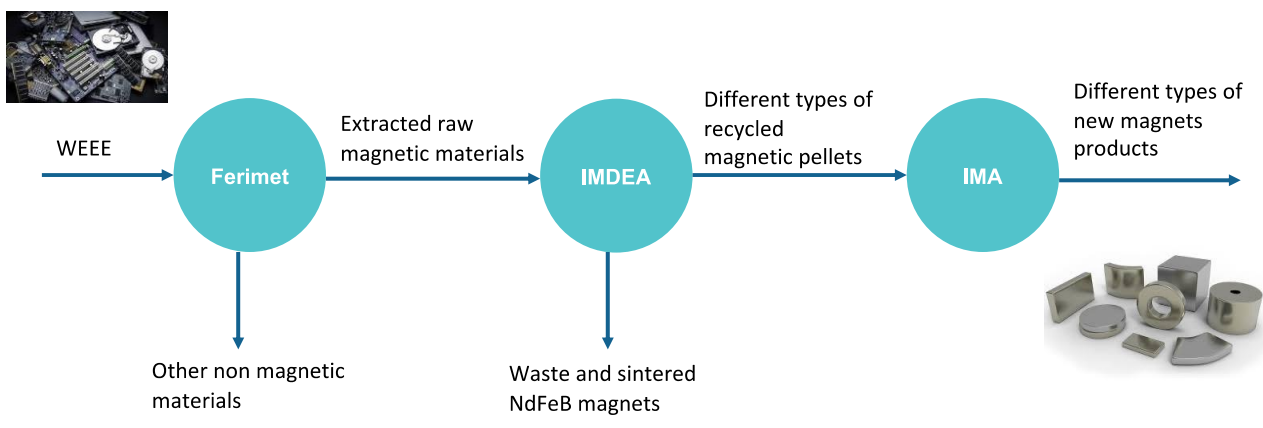 WEEE
Ferimet
Extracted raw
magnetic materials
IMDEA
Different types of
recycled
magnetic pellets
IMA
Different types of
new magnets
products
Other non magnetic
materials
Waste and sintered
NdFeB magnets